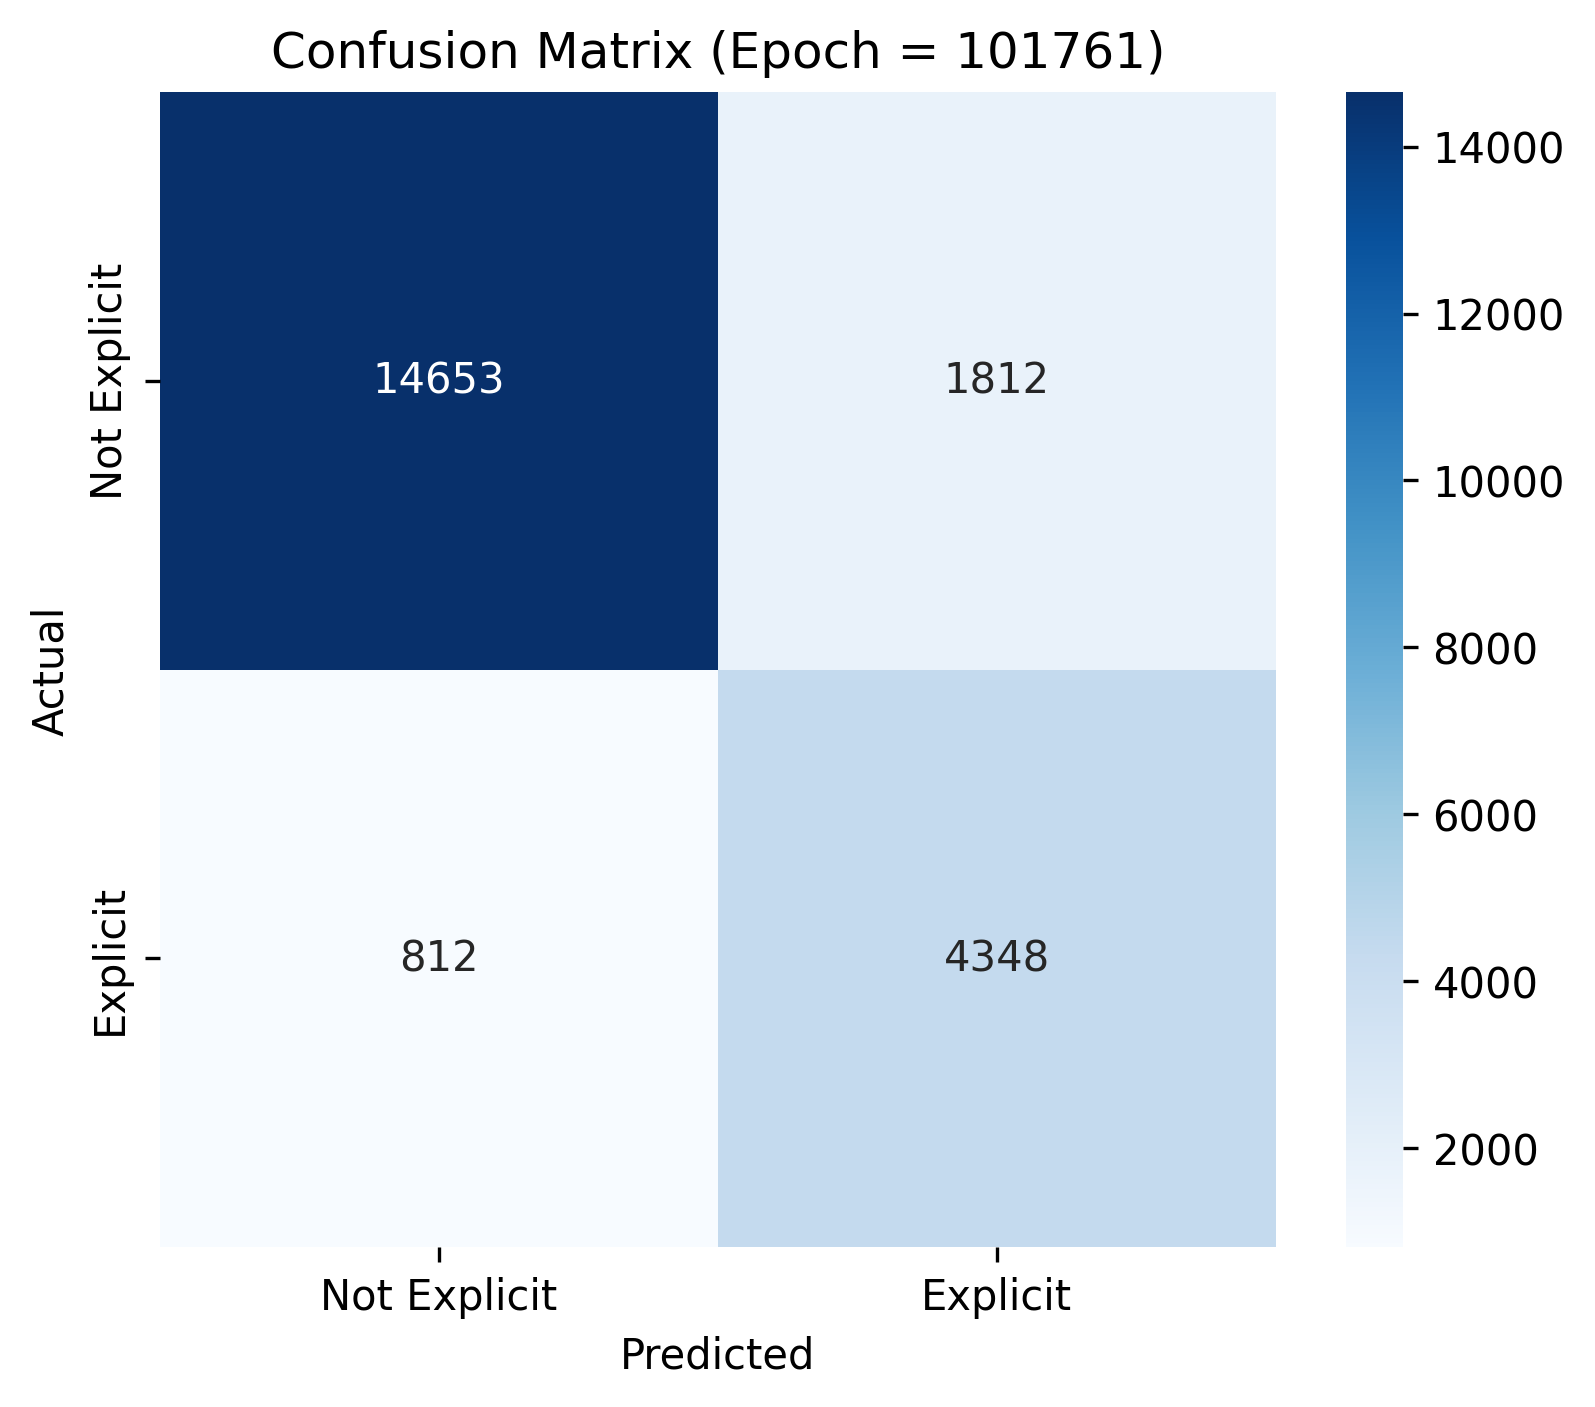 Confusion Matrix (Epoch = 101761)
Actual
Not Explicit
Explicit
14653
1812
812
4348
Not Explicit
Explicit
Predicted
14000
12000
10000
8000
6000
4000
2000